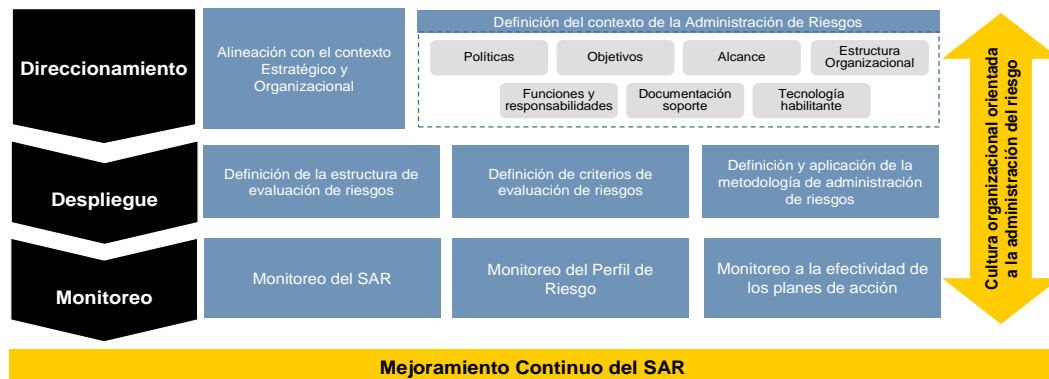 Direccionamiento
Alineación con el contexto
Estratégico y
Organizacional
Definición del contexto de la Administración de Riesgos
Políticas
Objetivos
Alcance
Estructura
Organizacional
Funciones y
responsabilidades
Documentación
soporte
Tecnología
habilitante
Despliegue
Definición de la estructura de
evaluación de riesgos
Definición de criterios de
evaluación de riesgos
Definición y aplicación de la
metodología de administración
de riesgos
Monitoreo
Monitoreo del SAR
Monitoreo del Perfil de
Riesgo
Monitoreo a la efectividad de
los planes de acción
Cultura organizacional orientada
a la administración del riesgo
Mejoramiento Continuo del SAR